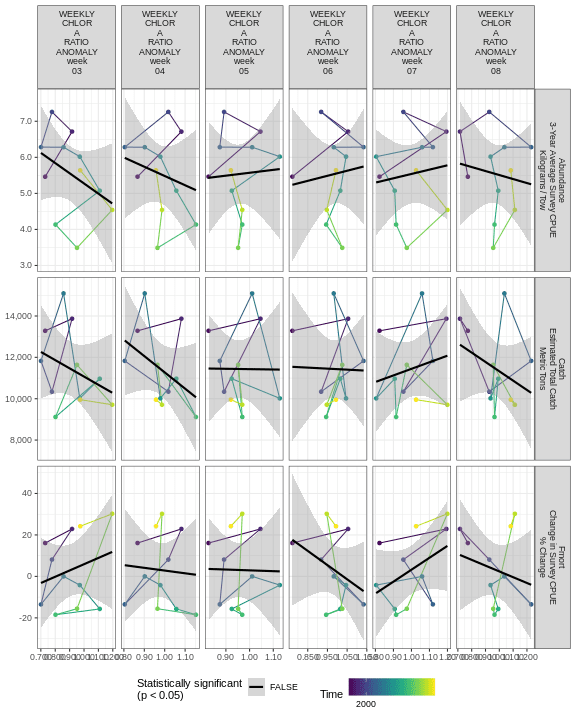 WEEKLY WEEKLY WEEKLY WEEKLY WEEKLY WEEKLY
CHLOR CHLOR CHLOR CHLOR CHLOR CHLOR
A A A A A A
RATIO RATIO RATIO RATIO RATIO RATIO
ANOMALY ANOMALY ANOMALY ANOMALY ANOMALY ANOMALY
week week week week week week
03 04 05 06 07 08
7.0
6.0
5.0
4.0
3.0
Abundance
3-Year Average Survey CPUE
Kilograms / Tow
14,000
12,000
10,000
8,000
Catch
Estimated Total Catch
Metric Tons
40
20
0
-20
Fmort
Change in Survey CPUE
% Change
0.90 1.00 1.10
0.90 1.00
0.90 1.00 1.10
Statistically significant
(p < 0.05)
FALSE
Time
2000